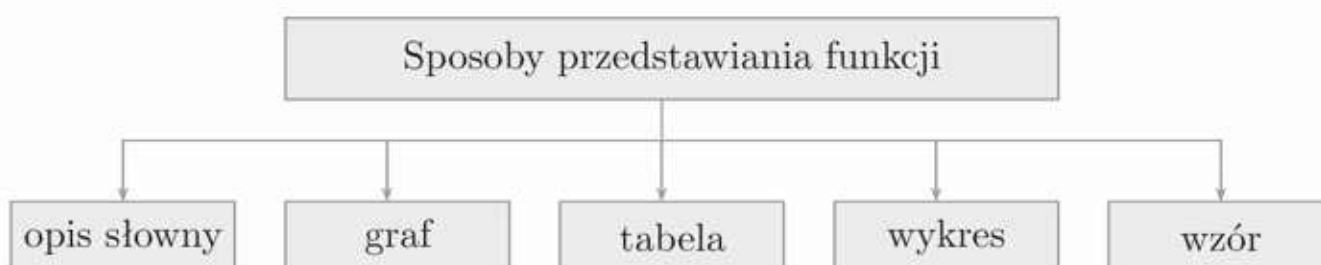 Sposoby przedstawiania funkcji
opis słowny
graf
tabela
wykres
wzór